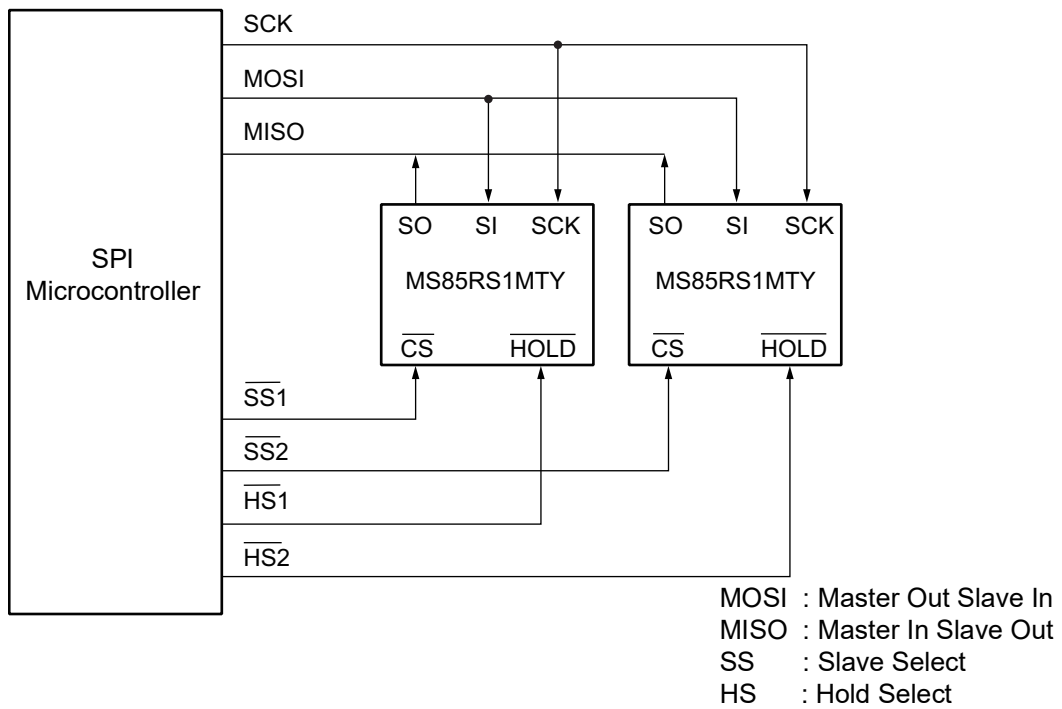 SCK
MOSI
MISO
SPI
Microcontroller
SO SI SCK
MS85RS1MTY
CS HOLD
SO SI SCK
MS85RS1MTY
CS HOLD
SS1
SS2
HS1
HS2
MOSI : Master Out Slave In
MISO : Master In Slave Out
SS : Slave Select
HS : Hold Select